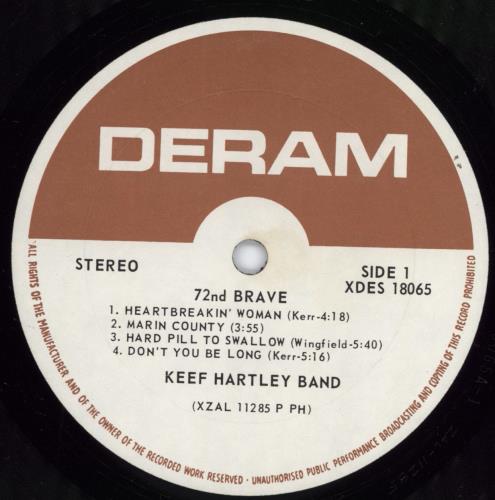 DERAM
STEREO
SIDE 1
XDES 18065
72nd BRAVE
1. HEARTBREAKIN' WOMAN (Kerr-4:18)
2. MARIN COUNTY (3:55)
3. HARD PILL TO SWALLOW (Wingfield-5:40)
4. DON'T YOU BE LONG (Kerr-5:16)
KEEF HARTLEY BAND
(XZAL 11285 P PH)
ALL RIGHTS OF THE MANUFACTURER AND OF THE OWNER OF THE RECORDED WORK RESERVED · UNAUTHORISED PUBLIC PERFORMANCE BROADCASTING AND COPYING OF THIS RECORD PROHIBITED